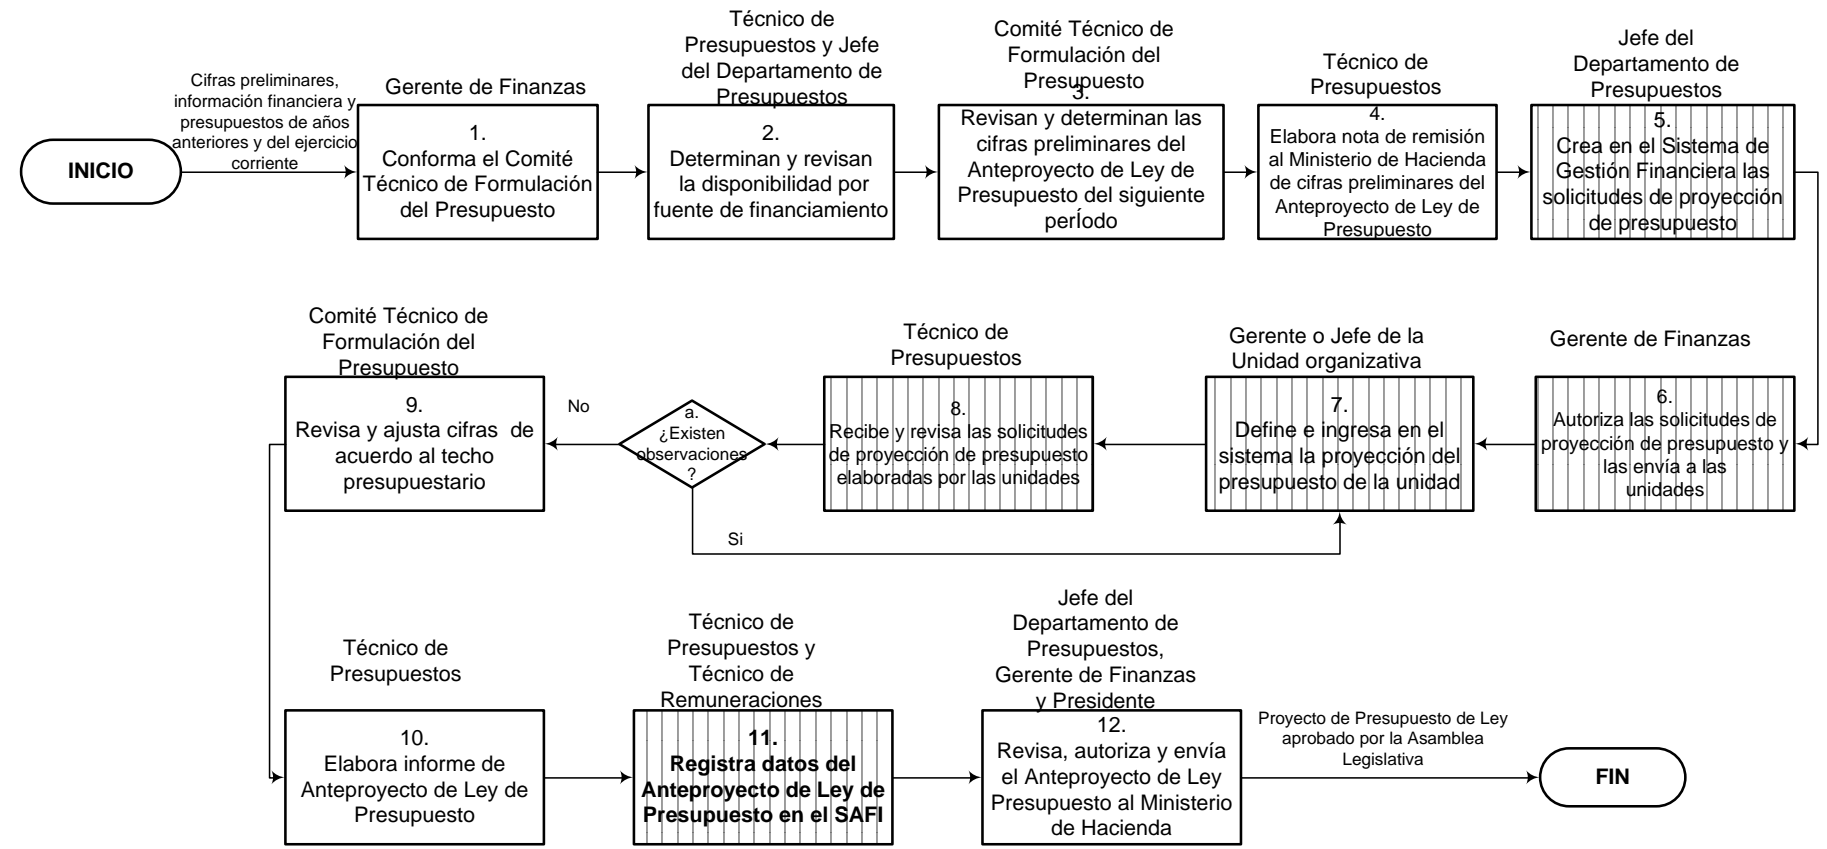 INICIO
Cifras preliminares,
información financiera y
presupuestos de años
anteriores y del ejercicio
corriente
Gerente de Finanzas
1.
Conforma el Comité
Técnico de Formulación
del Presupuesto
Técnico de
Presupuestos y Jefe
del Departamento de
Presupuestos
2.
Determinan y revisan
la disponibilidad por
fuente de financiamiento
Comité Técnico de
Formulación del
Presupuesto
3.
Revisan y determinan las
cifras preliminares del
Anteproyecto de Ley de
Presupuesto del siguiente
perÍodo
Técnico de
Presupuestos
4.
Elabora nota de remisión
al Ministerio de Hacienda
de cifras preliminares del
Anteproyecto de Ley de
Presupuesto
Jefe del
Departamento de
Presupuestos
5.
Crea en el Sistema de
Gestión Financiera las
solicitudes de proyección
de presupuesto
Gerente de Finanzas
6.
Autoriza las solicitudes de
proyección de presupuesto y
las envía a las
unidades
Gerente o Jefe de la
Unidad organizativa
7.
Define e ingresa en el
sistema la proyección del
presupuesto de la unidad
Técnico de
Presupuestos
8.
Recibe y revisa las solicitudes
de proyección de presupuesto
elaboradas por las unidades
a.
¿Existen
observaciones
?
No
Si
Comité Técnico de
Formulación del
Presupuesto
9.
Revisa y ajusta cifras de
acuerdo al techo
presupuestario
Técnico de
Presupuestos
10.
Elabora informe de
Anteproyecto de Ley de
Presupuesto
Técnico de
Presupuestos y
Técnico de
Remuneraciones
11.
Registra datos del
Anteproyecto de Ley de
Presupuesto en el SAFI
Jefe del
Departamento de
Presupuestos,
Gerente de Finanzas
y Presidente
12.
Revisa, autoriza y envía
el Anteproyecto de Ley
Presupuesto al Ministerio
de Hacienda
Proyecto de Presupuesto de Ley
aprobado por la Asamblea
Legislativa
FIN